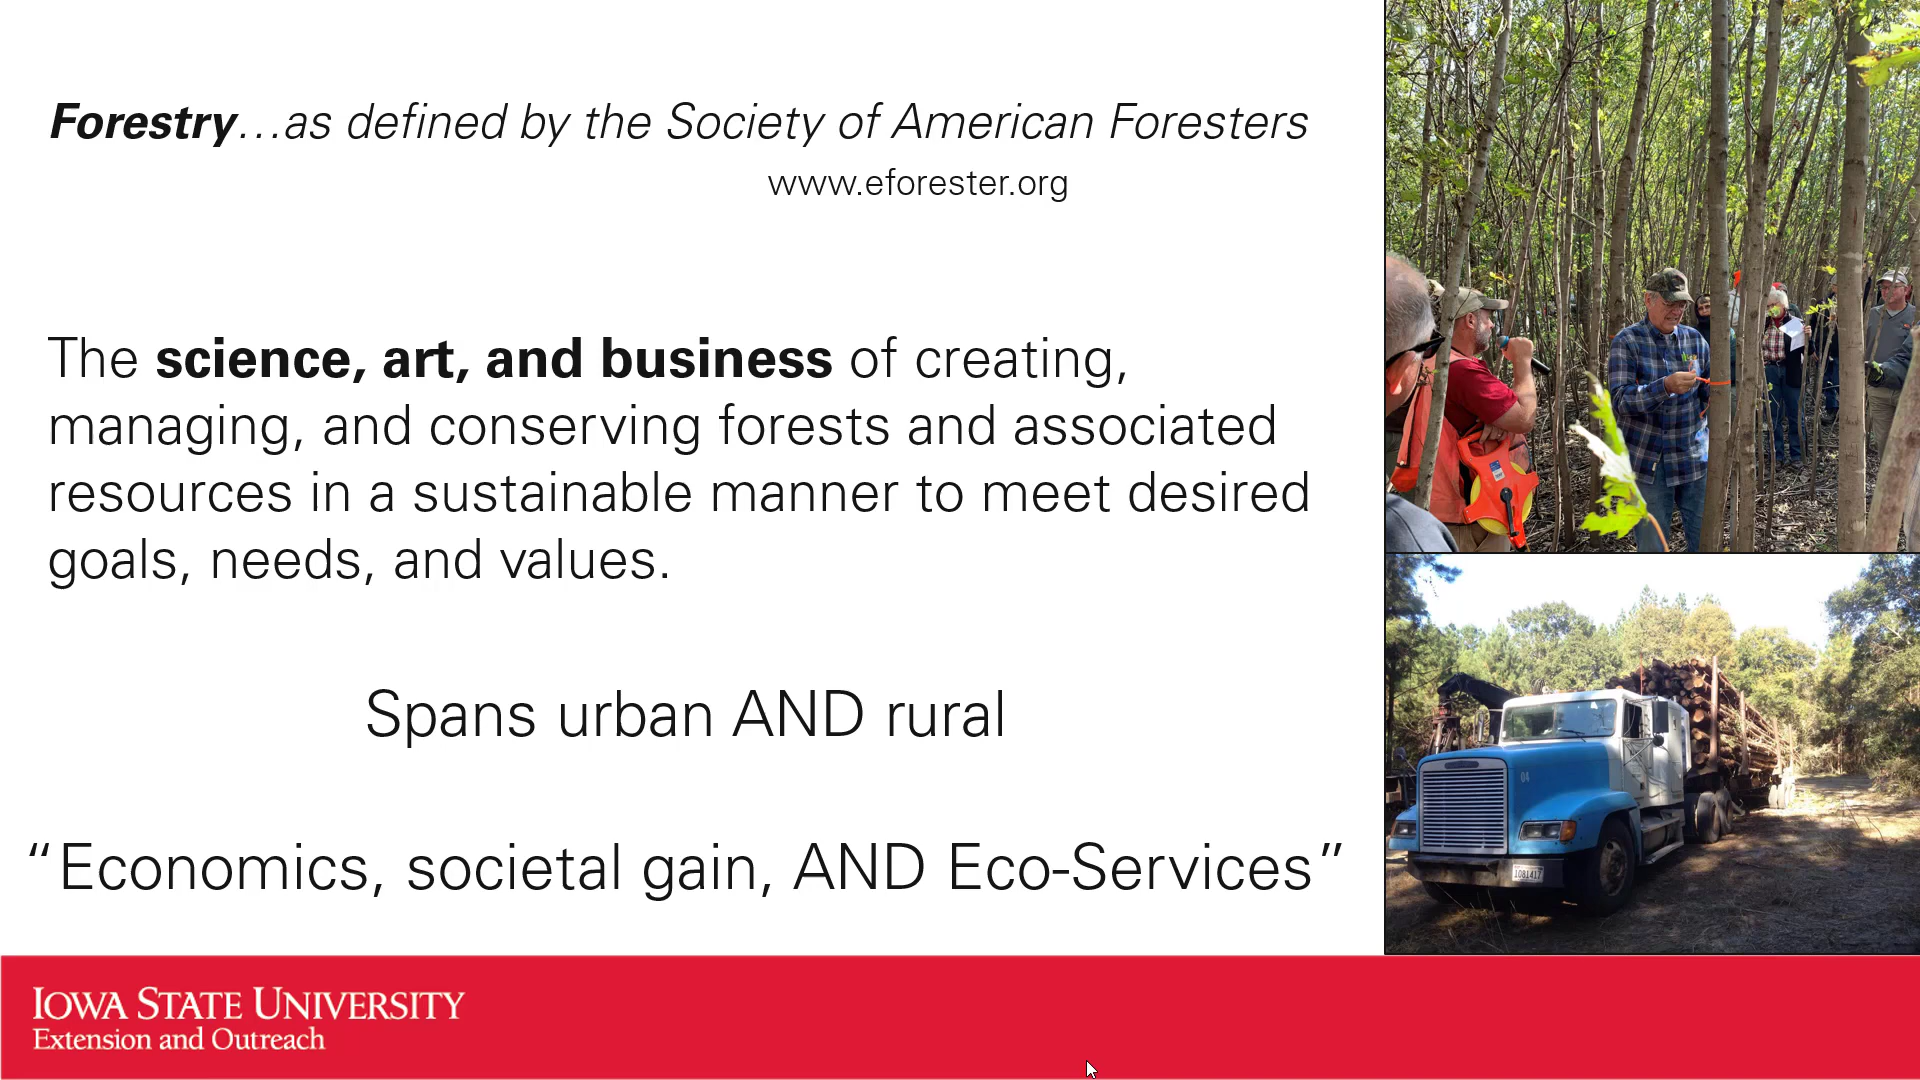 Forestry…as defined by the Society of American Foresters
www.eforester.org
The science, art, and business of creating,
managing, and conserving forests and associated
resources in a sustainable manner to meet desired
goals, needs, and values.
Spans urban AND rural
“Economics, societal gain, AND Eco-Services”
04
1081417
IOWA STATE UNIVERSITY
Extension and Outreach